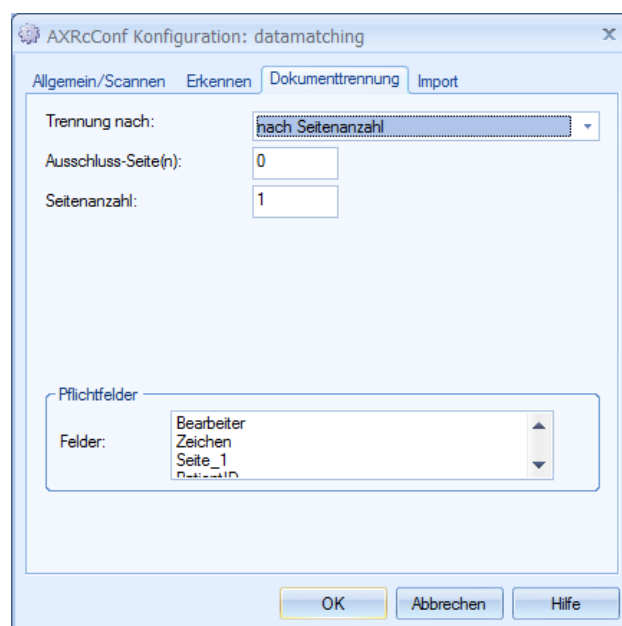 AXRcConf Konfiguration: datamatching
Allgemein/Scannen Erkennen Dokumenttrennung Import
Trennung nach: nach Seitenanzahl
Ausschluss-Seite(n): 0
Seitenanzahl: 1
Pflichtfelder
Felder:
Bearbeiter
Zeichen
Seite_1
PatientID
OK Abbrechen Hilfe